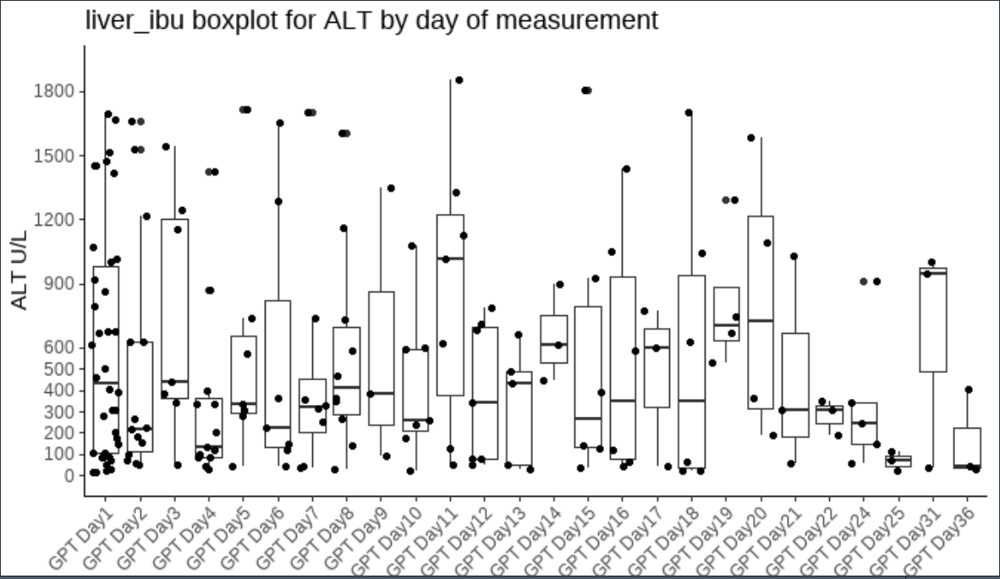 liver_ibu boxplot for ALT by day of measurement
ALT U/L
1800
1500
1200
900
600
500
400
300
200
100
0
GPT Day1
GPT Day2
GPT Day3
GPT Day4
GPT Day5
GPT Day6
GPT Day7
GPT Day8
GPT Day9
GPT Day10
GPT Day11
GPT Day12
GPT Day13
GPT Day14
GPT Day15
GPT Day16
GPT Day17
GPT Day18
GPT Day19
GPT Day20
GPT Day21
GPT Day22
GPT Day24
GPT Day25
GPT Day31
GPT Day36